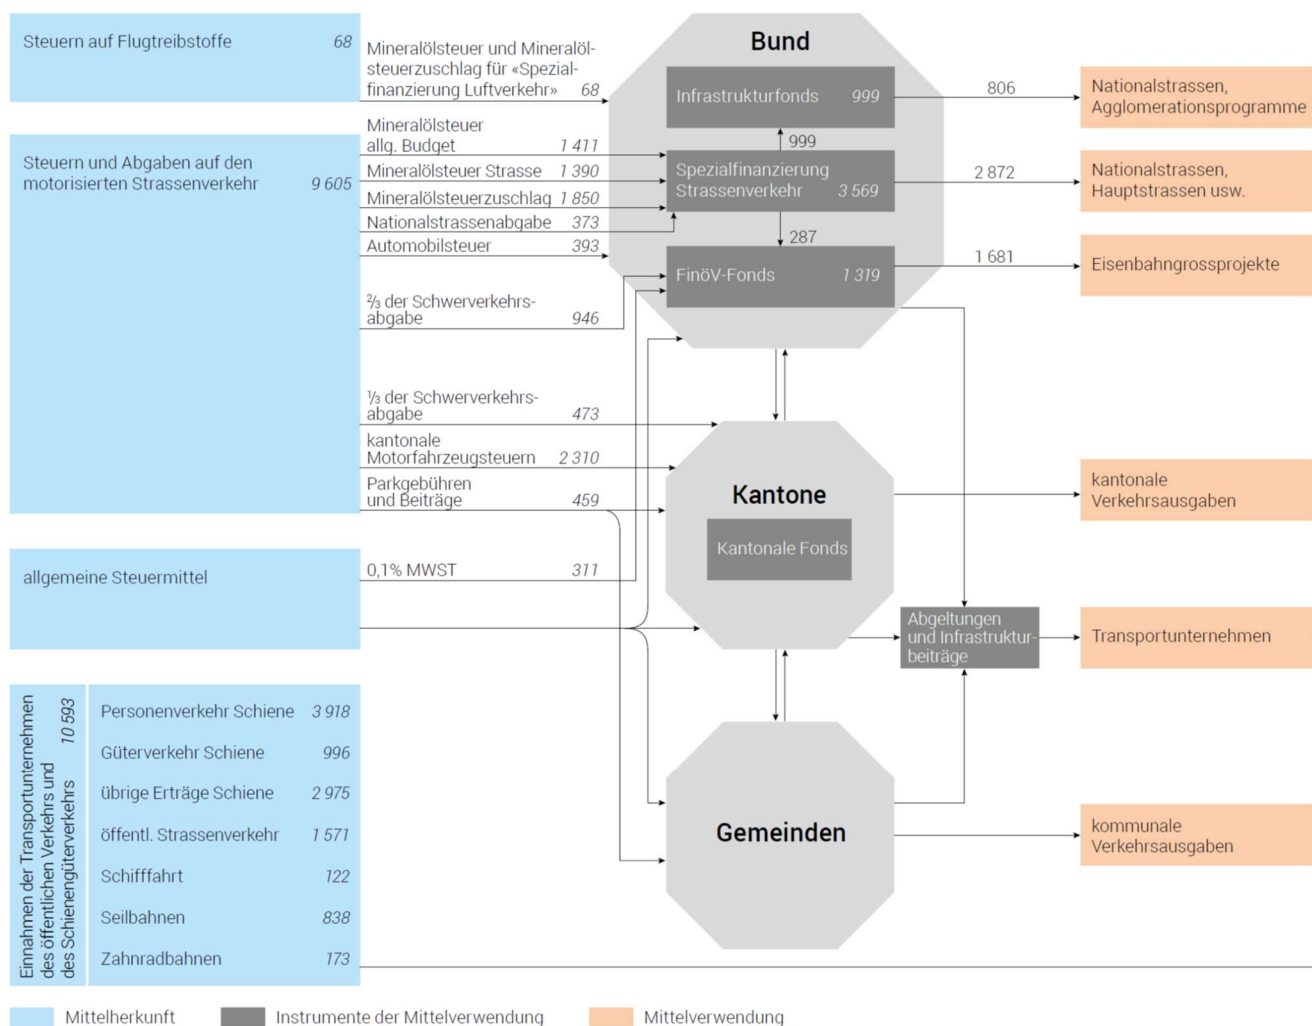 Steuern auf Flugtreibstoffe 68
Mineralölsteuer und Mineralöl-
steuerzuschlag für «Spezial-
finanzierung Luftverkehr» 68
Steuern und Abgaben auf den
motorisierten Strassenverkehr 9 605
Mineralölsteuer
allg. Budget 1 411
Mineralölsteuer Strasse 1 390
Mineralölsteuerzuschlag 1 850
Nationalstrassenabgabe 373
Automobilsteuer 393
⅔ der Schwerverkehrs-
abgabe 946
⅓ der Schwerverkehrs-
abgabe 473
kantonale
Motorfahrzeugsteuern 2 310
Parkgebühren
und Beiträge 459
allgemeine Steuermittel
0,1% MWST 311
Einnahmen der Transportunternehmen
des öffentlichen Verkehrs und
des Schienengüterverkehrs 10 593
Personenverkehr Schiene 3 918
Güterverkehr Schiene 996
übrige Erträge Schiene 2 975
öffentl. Strassenverkehr 1 571
Schifffahrt 122
Seilbahnen 838
Zahnradbahnen 173
Bund
Infrastrukturfonds 999
999
Spezialfinanzierung
Strassenverkehr 3 569
287
FinöV-Fonds 1 319
Kantone
Kantonale Fonds
Gemeinden
Abgeltungen
und Infrastruktur-
beiträge
806
Nationalstrassen,
Agglomerationsprogramme
2 872
Nationalstrassen,
Hauptstrassen usw.
1 681
Eisenbahngrossprojekte
kantonale
Verkehrsausgaben
Transportunternehmen
kommunale
Verkehrsausgaben
Mittelherkunft
Instrumente der Mittelverwendung
Mittelverwendung